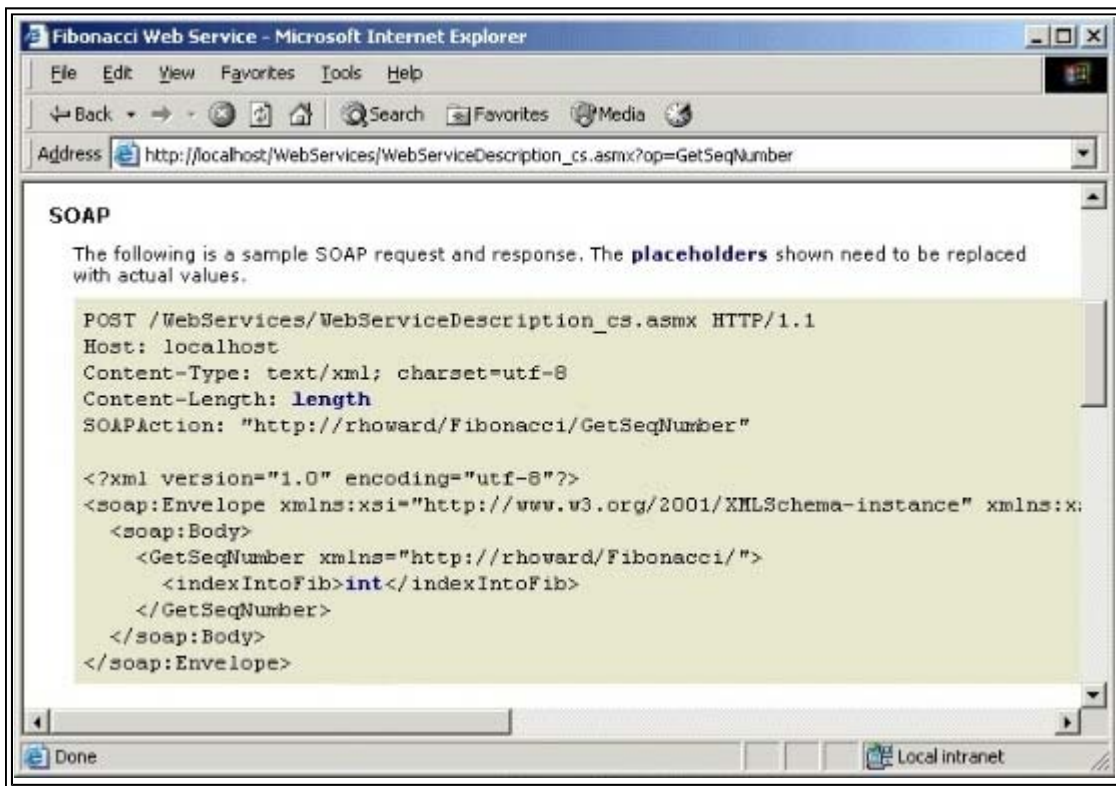 Fibonacci Web Service - Microsoft Internet Explorer
File Edit View Favorites Tools Help
Back Search Favorites Media
Address http://localhost/WebServices/WebServiceDescription_cs.asmx?op=GetSeqNumber
SOAP
The following is a sample SOAP request and response. The placeholders shown need to be replaced
with actual values.
POST /WebServices/WebServiceDescription_cs.asmx HTTP/1.1
Host: localhost
Content-Type: text/xml; charset=utf-8
Content-Length: length
SOAPAction: "http://rhoward/Fibonacci/GetSeqNumber"
<?xml version="1.0" encoding="utf-8"?>
<soap:Envelope xmlns:xsi="http://www.w3.org/2001/XMLSchema-instance" xmlns:x
<soap:Body>
<GetSeqNumber xmlns="http://rhoward/Fibonacci/">
<indexIntoFib>int</indexIntoFib>
</GetSeqNumber>
</soap:Body>
</soap:Envelope>
Done Local intranet